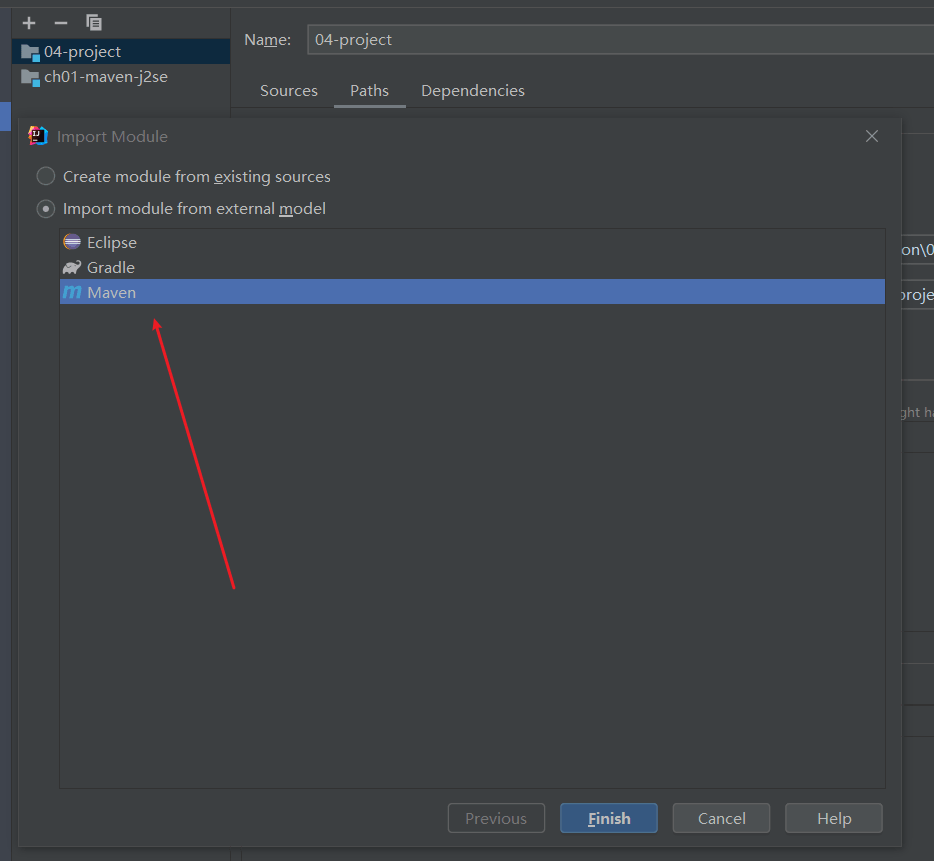 04-project
ch01-maven-j2se
Name: 04-project
Sources Paths Dependencies
Import Module
Create module from existing sources
Import module from external model
Eclipse
Gradle
Maven
on\0
proje
ght ha
Previous Finish Cancel Help